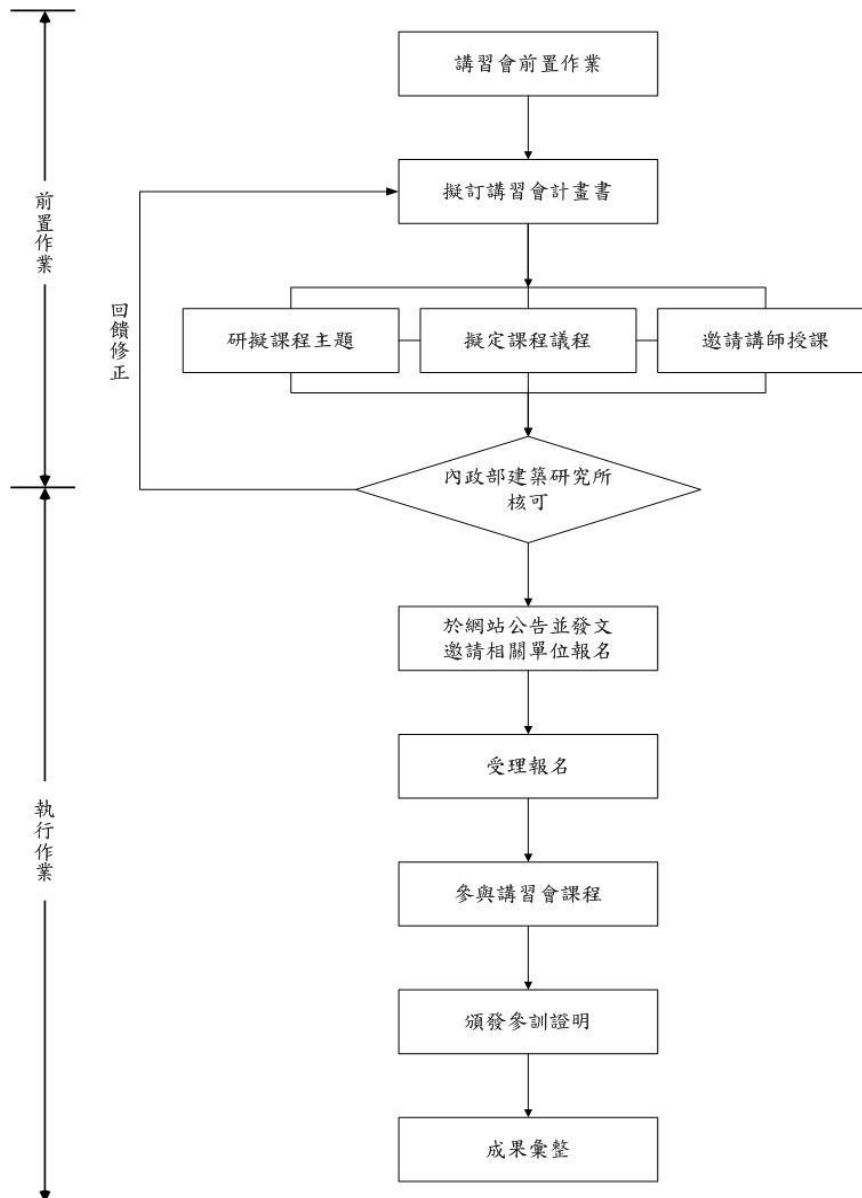 講習會前置作業
擬訂講習會計畫書
前置作業
回饋修正
研擬課程主題
擬定課程議程
邀請講師授課
內政部建築研究所
核可
於網站公告並發文
邀請相關單位報名
受理報名
執行作業
參與講習會課程
頒發參訓證明
成果彙整